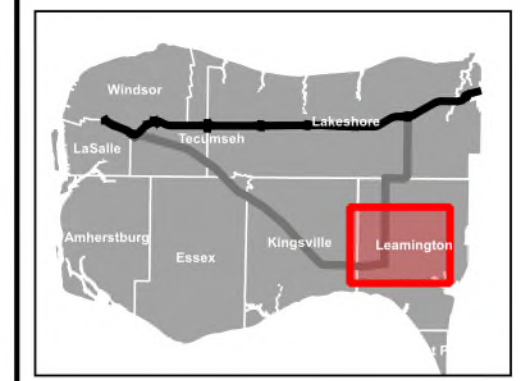 Windsor
Lakeshore
Tecumseh
LaSalle
Amherstburg
Essex
Kingsville
Leamington